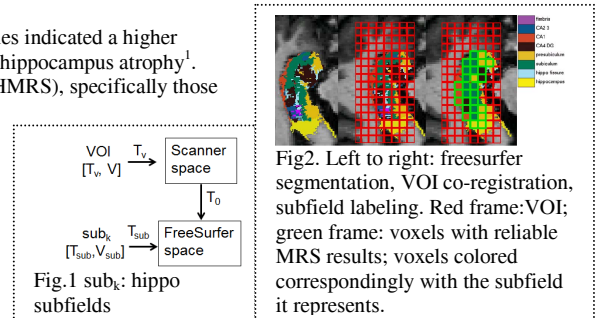 ies indicated a higher
hippocampus atrophy1.
HMRS), specifically those
VOI
[Tv, V]
Tv
Scanner
space
T0
subk
[Tsub,Vsub]
Tsub
FreeSurfer
space
Fig.1 subk: hippo
subfields
fimbria
CA2 3
CA1
CA4 DG
presubiculum
subiculum
hippo fissure
hippocampus
Fig2. Left to right: freesurfer
segmentation, VOI co-registration,
subfield labeling. Red frame:VOI;
green frame: voxels with reliable
MRS results; voxels colored
correspondingly with the subfield
it represents.